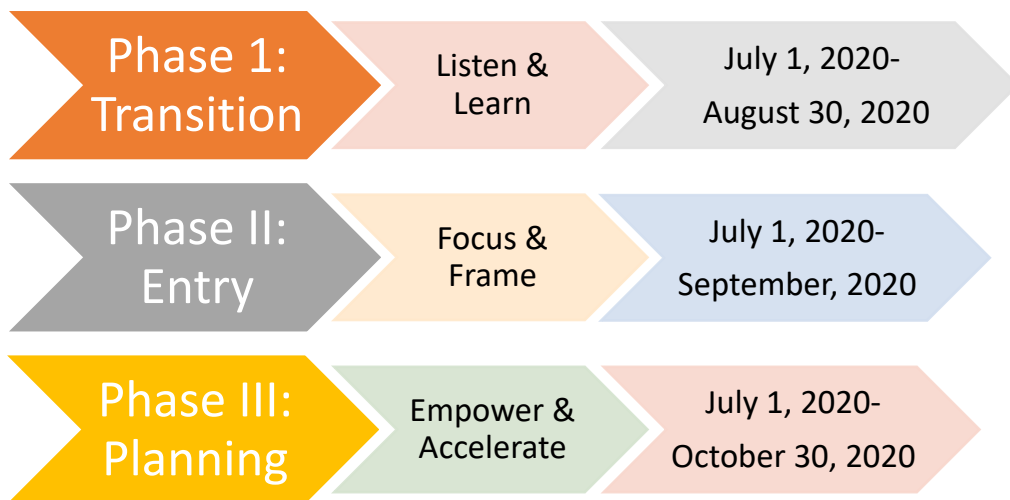 Phase 1:
Transition
Listen &
Learn
July 1, 2020-
August 30, 2020
Phase II:
Entry
Focus &
Frame
July 1, 2020-
September, 2020
Phase III:
Planning
Empower &
Accelerate
July 1, 2020-
October 30, 2020